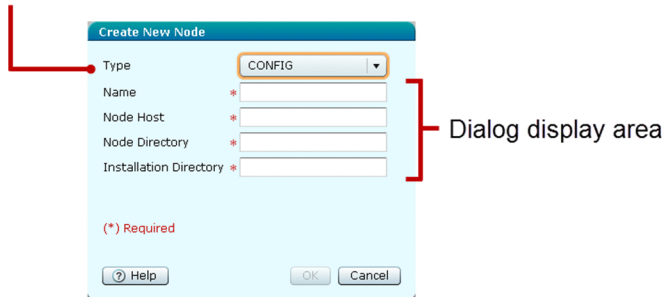 Create New Node
Type CONFIG
Name *
Node Host *
Node Directory *
Installation Directory *
Dialog display area
(*) Required
? Help OK Cancel